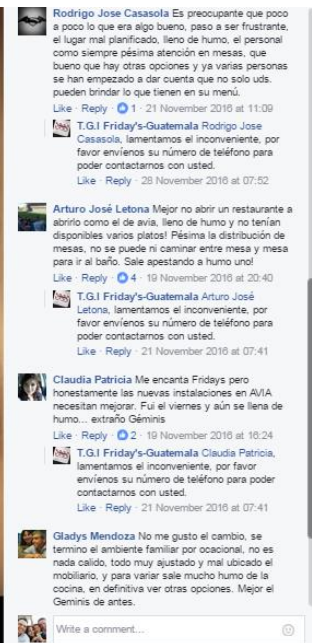 Rodrigo Jose Casasola Es preocupante que poco
a poco lo que era algo bueno, paso a ser frustrante,
el lugar mal planificado, lleno de humo, el personal
como siempre pésima atención en mesas, que
bueno que hay otras opciones y ya varias personas
se han empezado a dar cuenta que no solo uds.
pueden brindar lo que tienen en su menú.
Like · Reply · 1 · 21 November 2016 at 11:09
T.G.I Friday's-Guatemala Rodrigo Jose
Casasola, lamentamos el inconveniente, por
favor envíenos su número de teléfono para
poder contactarnos con usted.
Like · Reply · 28 November 2016 at 07:52
Arturo José Letona Mejor no abrir un restaurante a
abrirlo como el de avia, lleno de humo y no tenían
disponibles varios platos! Pésima la distribución de
mesas, no se puede ni caminar entre mesa y mesa
para ir al baño. Sale apestando a humo uno!
Like · Reply · 4 · 19 November 2016 at 20:40
T.G.I Friday's-Guatemala Arturo José
Letona, lamentamos el inconveniente, por
favor envíenos su número de teléfono para
poder contactarnos con usted.
Like · Reply · 21 November 2016 at 07:41
Claudia Patricia Me encanta Fridays pero
honestamente las nuevas instalaciones en AVIA
necesitan mejorar. Fui el viernes y aún se llena de
humo... extraño Géminis
Like · Reply · 2 · 19 November 2016 at 16:24
T.G.I Friday's-Guatemala Claudia Patricia,
lamentamos el inconveniente, por favor
envíenos su número de teléfono para poder
contactarnos con usted.
Like · Reply · 21 November 2016 at 07:41
Gladys Mendoza No me gusto el cambio, se
termino el ambiente familiar por ocacional, no es
nada calido, todo muy ajustado y mal ubicado el
mobiliario, y para variar sale mucho humo de la
cocina, en definitiva ver otras opciones. Mejor el
Geminis de antes.
Write a comment...